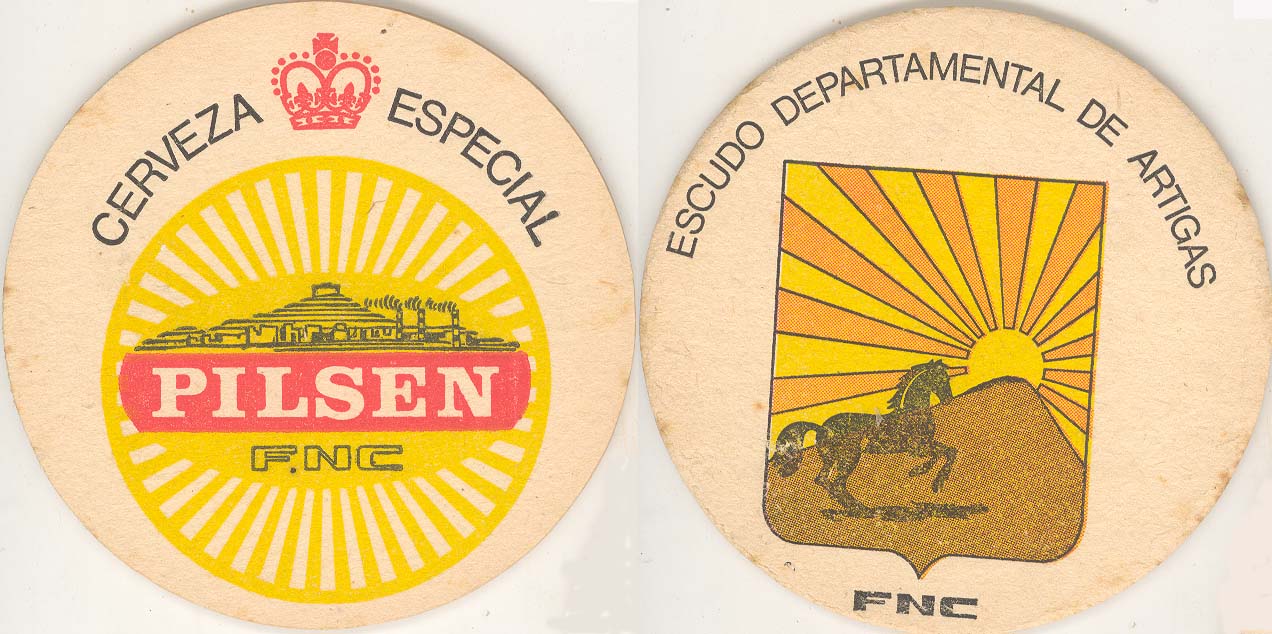 CERVEZA ESPECIAL
PILSEN
F.NC
ESCUDO DEPARTAMENTAL DE ARTIGAS
FNC